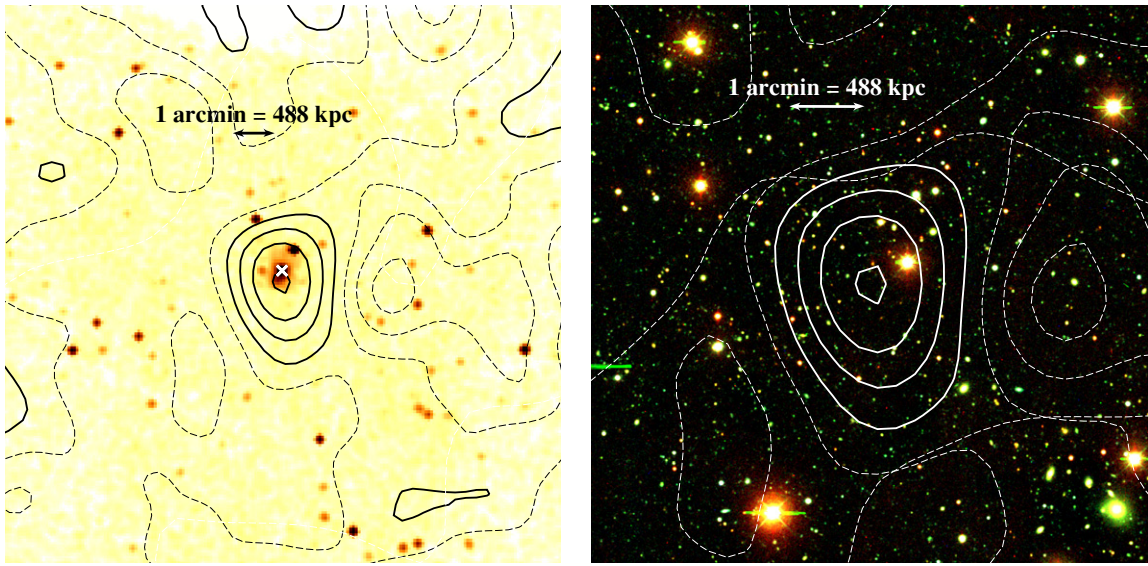 1 arcmin = 488 kpc
1 arcmin = 488 kpc